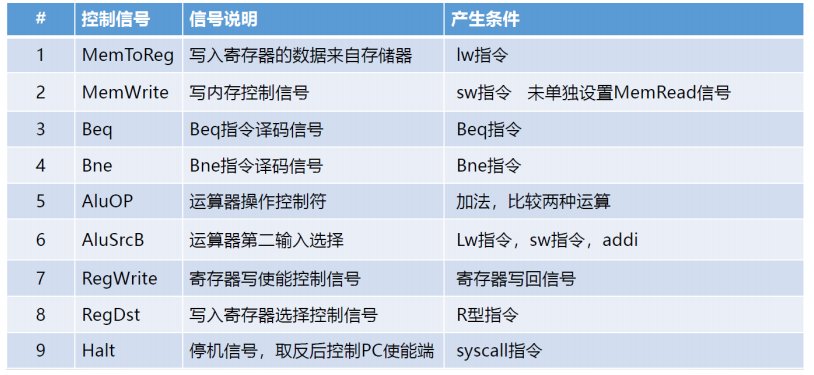 # 控制信号 信号说明 产生条件
1 MemToReg 写入寄存器的数据来自存储器 lw指令
2 MemWrite 写内存控制信号 sw指令 未单独设置MemRead信号
3 Beq Beq指令译码信号 Beq指令
4 Bne Bne指令译码信号 Bne指令
5 AluOP 运算器操作控制符 加法，比较两种运算
6 AluSrcB 运算器第二输入选择 Lw指令，sw指令，addi
7 RegWrite 寄存器写使能控制信号 寄存器写回信号
8 RegDst 写入寄存器选择控制信号 R型指令
9 Halt 停机信号，取反后控制PC使能端 syscall指令